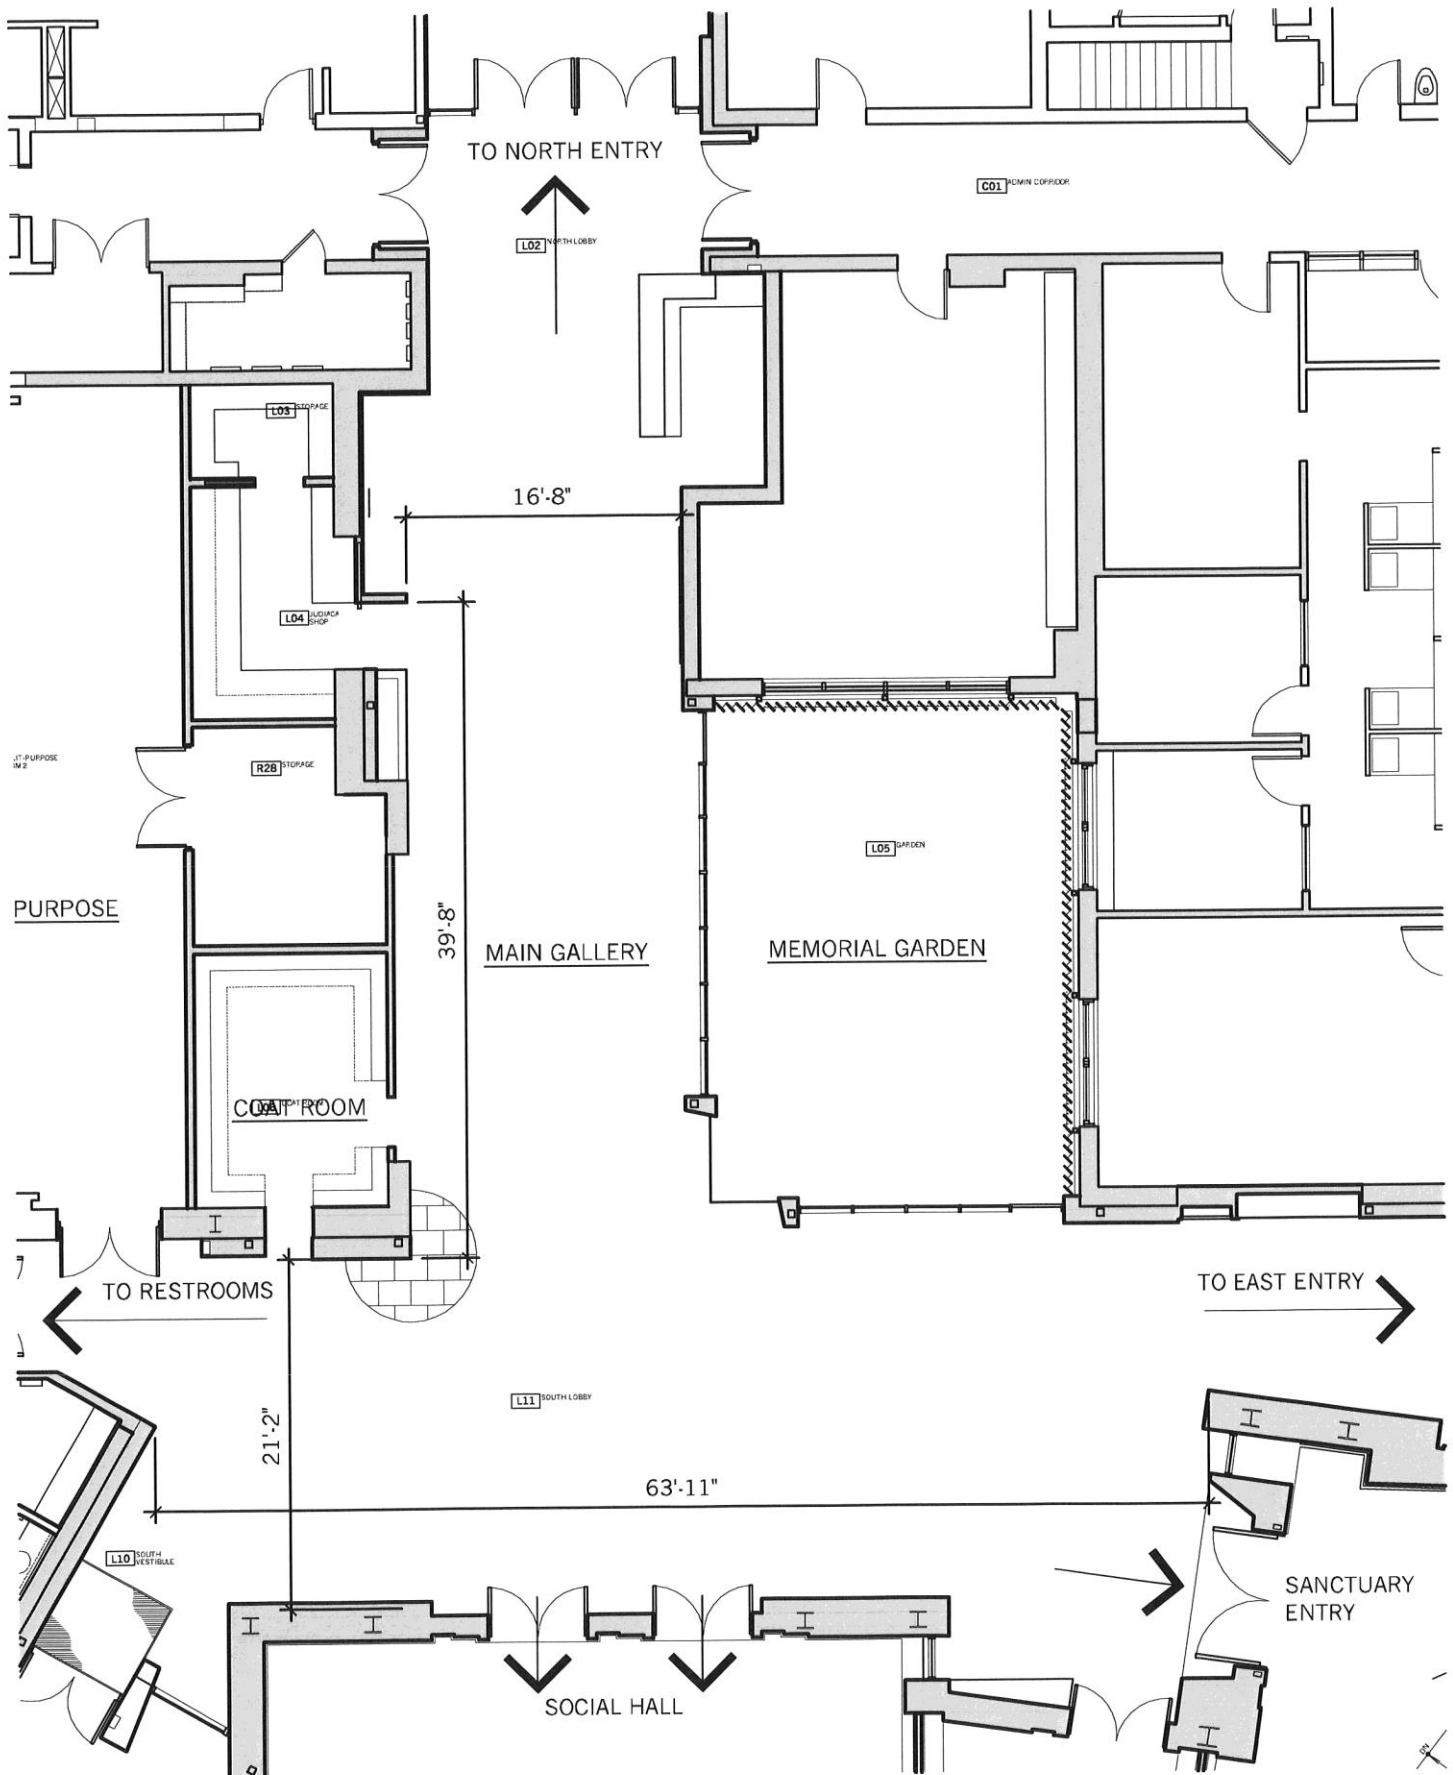 TO NORTH ENTRY
C01 ADMIN CORRIDOR
L02 NORTH LOBBY
L03 STORAGE
16'-8"
L04 JUDIACA
SHOP
R28 STORAGE
L05 GARDEN
PURPOSE
39'-8"
MAIN GALLERY
MEMORIAL GARDEN
COAT ROOM
TO RESTROOMS
TO EAST ENTRY
L11 SOUTH LOBBY
21'-2"
63'-11"
L10 SOUTH
VESTIBULE
SANCTUARY
ENTRY
SOCIAL HALL
DN